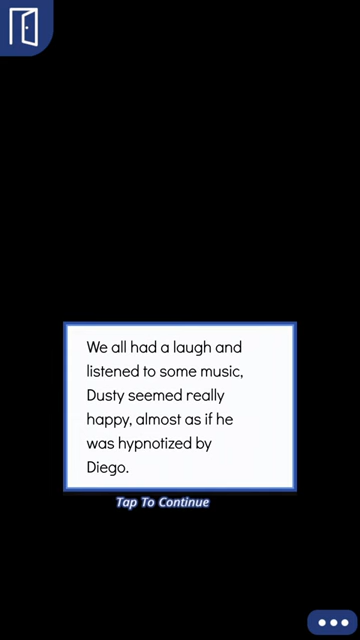 We all had a laugh and
listened to some music,
Dusty seemed really
happy, almost as if he
was hypnotized by
Diego.
Tap To Continue